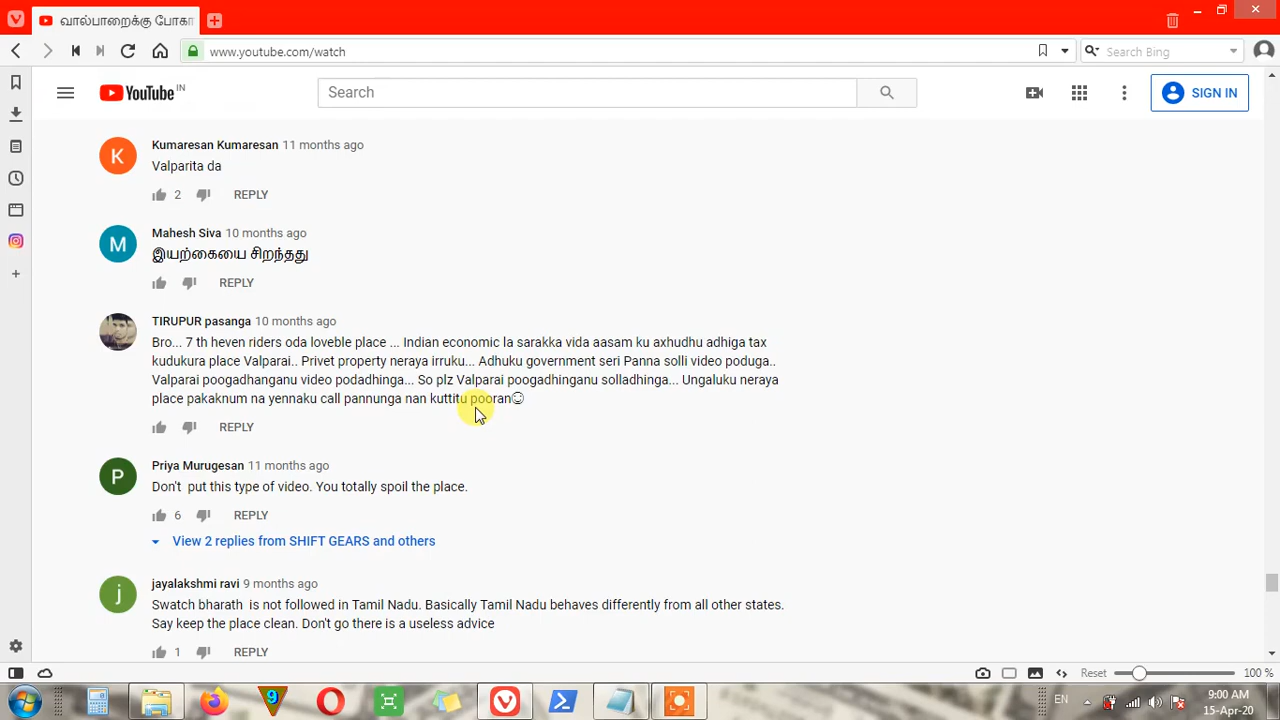 வால்பாறைக்கு போகா
www.youtube.com/watch
Search Bing
YouTube IN
Search
SIGN IN
K
Kumaresan Kumaresan 11 months ago
Valparita da
2 REPLY
M
Mahesh Siva 10 months ago
இயற்கையை சிறந்தது
REPLY
TIRUPUR pasanga 10 months ago
Bro... 7 th heven riders oda loveble place ... Indian economic la sarakka vida aasam ku axhudhu adhiga tax
kudukura place Valparai.. Privet property neraya irruku... Adhuku government seri Panna solli video poduga..
Valparai poogadhanganu video podadhinga... So plz Valparai poogadhinganu solladhinga... Ungaluku neraya
place pakaknum na yennaku call pannunga nan kuttitu pooran☺
REPLY
P
Priya Murugesan 11 months ago
Don't put this type of video. You totally spoil the place.
6 REPLY
View 2 replies from SHIFT GEARS and others
j
jayalakshmi ravi 9 months ago
Swatch bharath is not followed in Tamil Nadu. Basically Tamil Nadu behaves differently from all other states.
Say keep the place clean. Don't go there is a useless advice
1 REPLY
Reset 100 %
9
EN
9:00 AM
15-Apr-20